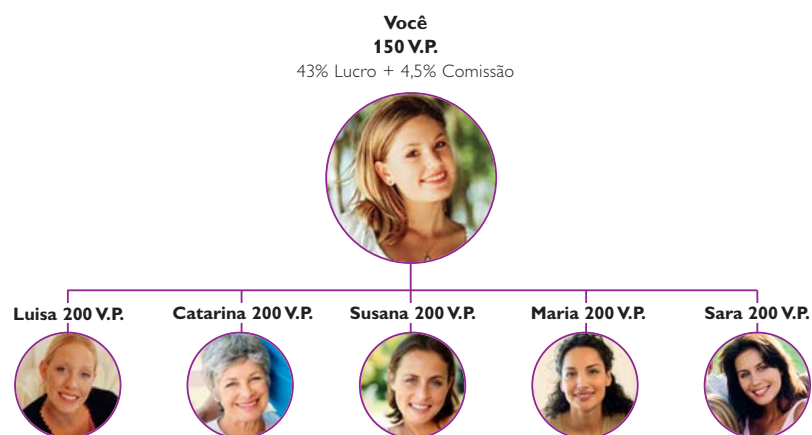 Você
150 V.P.
43% Lucro + 4,5% Comissão
Luisa 200 V.P.
Catarina 200 V.P.
Susana 200 V.P.
Maria 200 V.P.
Sara 200 V.P.